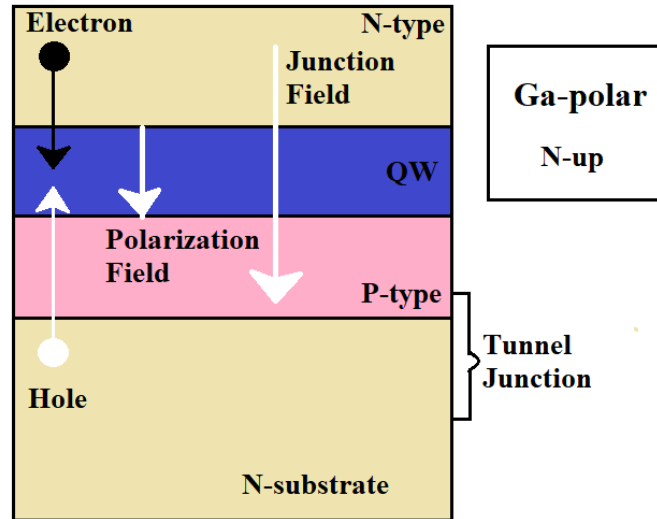 Electron
N-type
Junction
Field
QW
Polarization
Field
P-type
Tunnel
Junction
Hole
N-substrate
Ga-polar
N-up